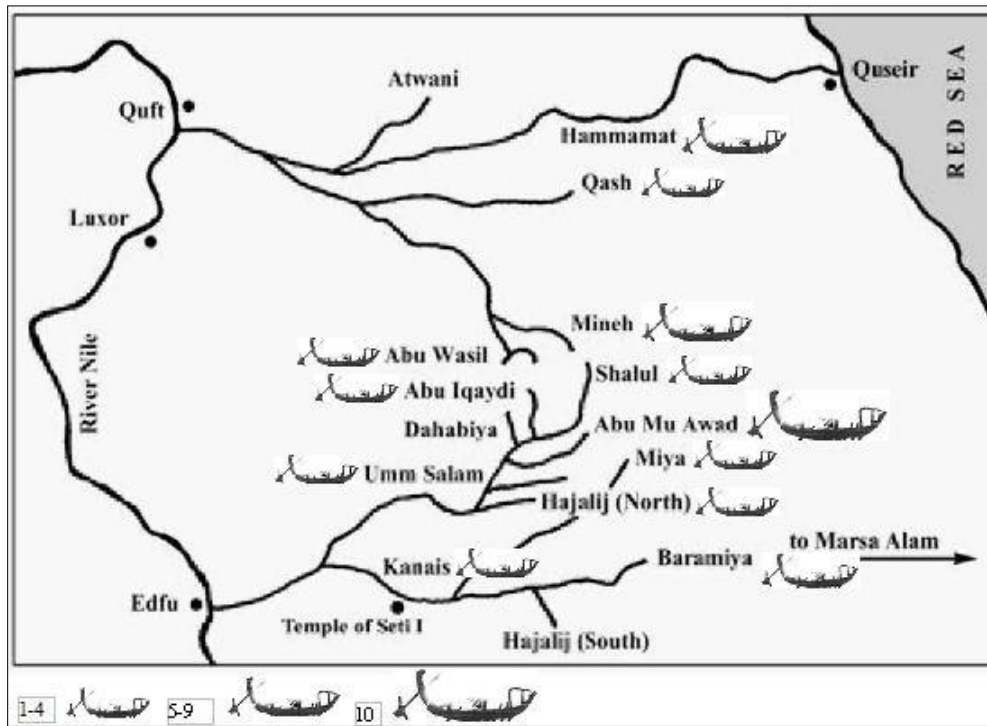 Atwani
Quseir
RED SEA
Quft
Hammamat
Qash
Luxor
Mineh
Abu Wasil
Shalul
Abu Iqaydi
River Nile
Dahabiya
Abu Mu Awad
Miya
Umm Salam
Hajalij (North)
to Marsa Alam
Kanais
Baramiya
Edfu
Temple of Seti I
Hajalij (South)
1-4
5-9
10